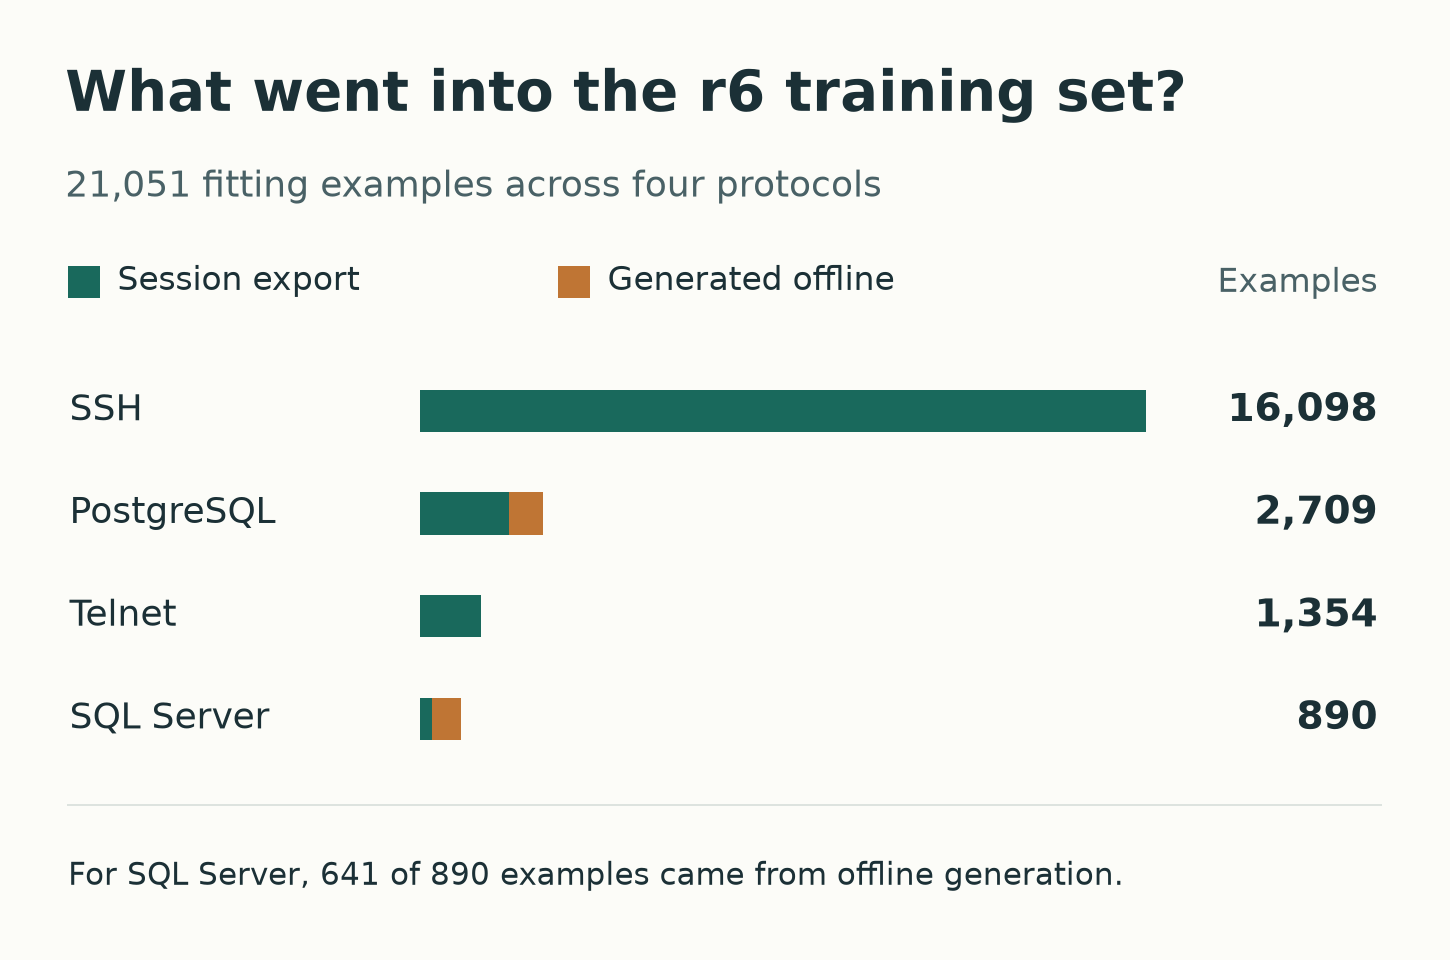 What went into the r6 training set?
21,051 fitting examples across four protocols
Session export Generated offline Examples
SSH 16,098
PostgreSQL 2,709
Telnet 1,354
SQL Server 890
For SQL Server, 641 of 890 examples came from offline generation.